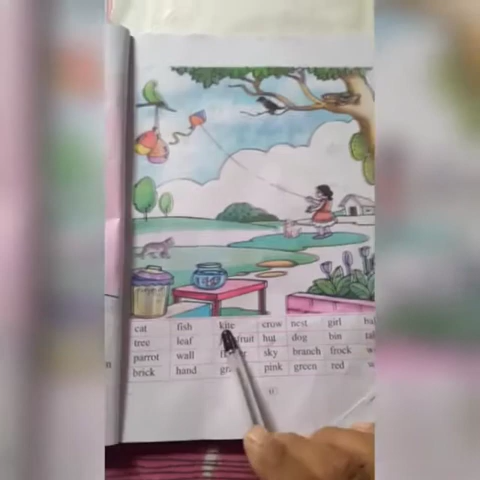 cat fish kite crow nest girl
tree leaf fruit hut dog bin
parrot wall sky branch frock
brick hand pink green red